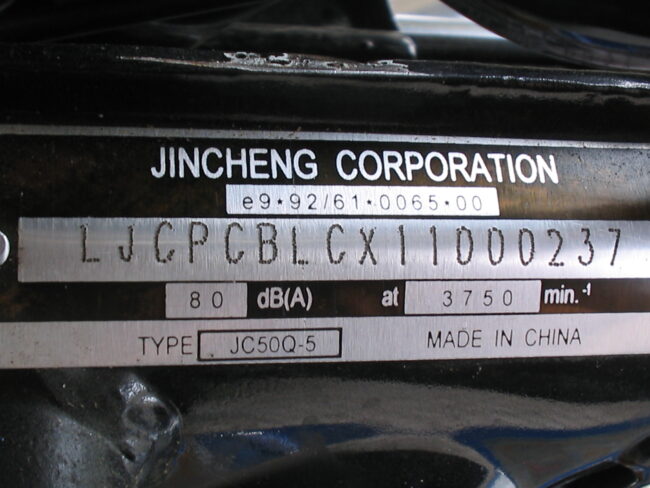 JINCHENG CORPORATION
e9*92/61*0065*00
LJCPCBLCX11000237
80 dB(A) at 3750 min.-1
TYPE JC50Q-5 MADE IN CHINA